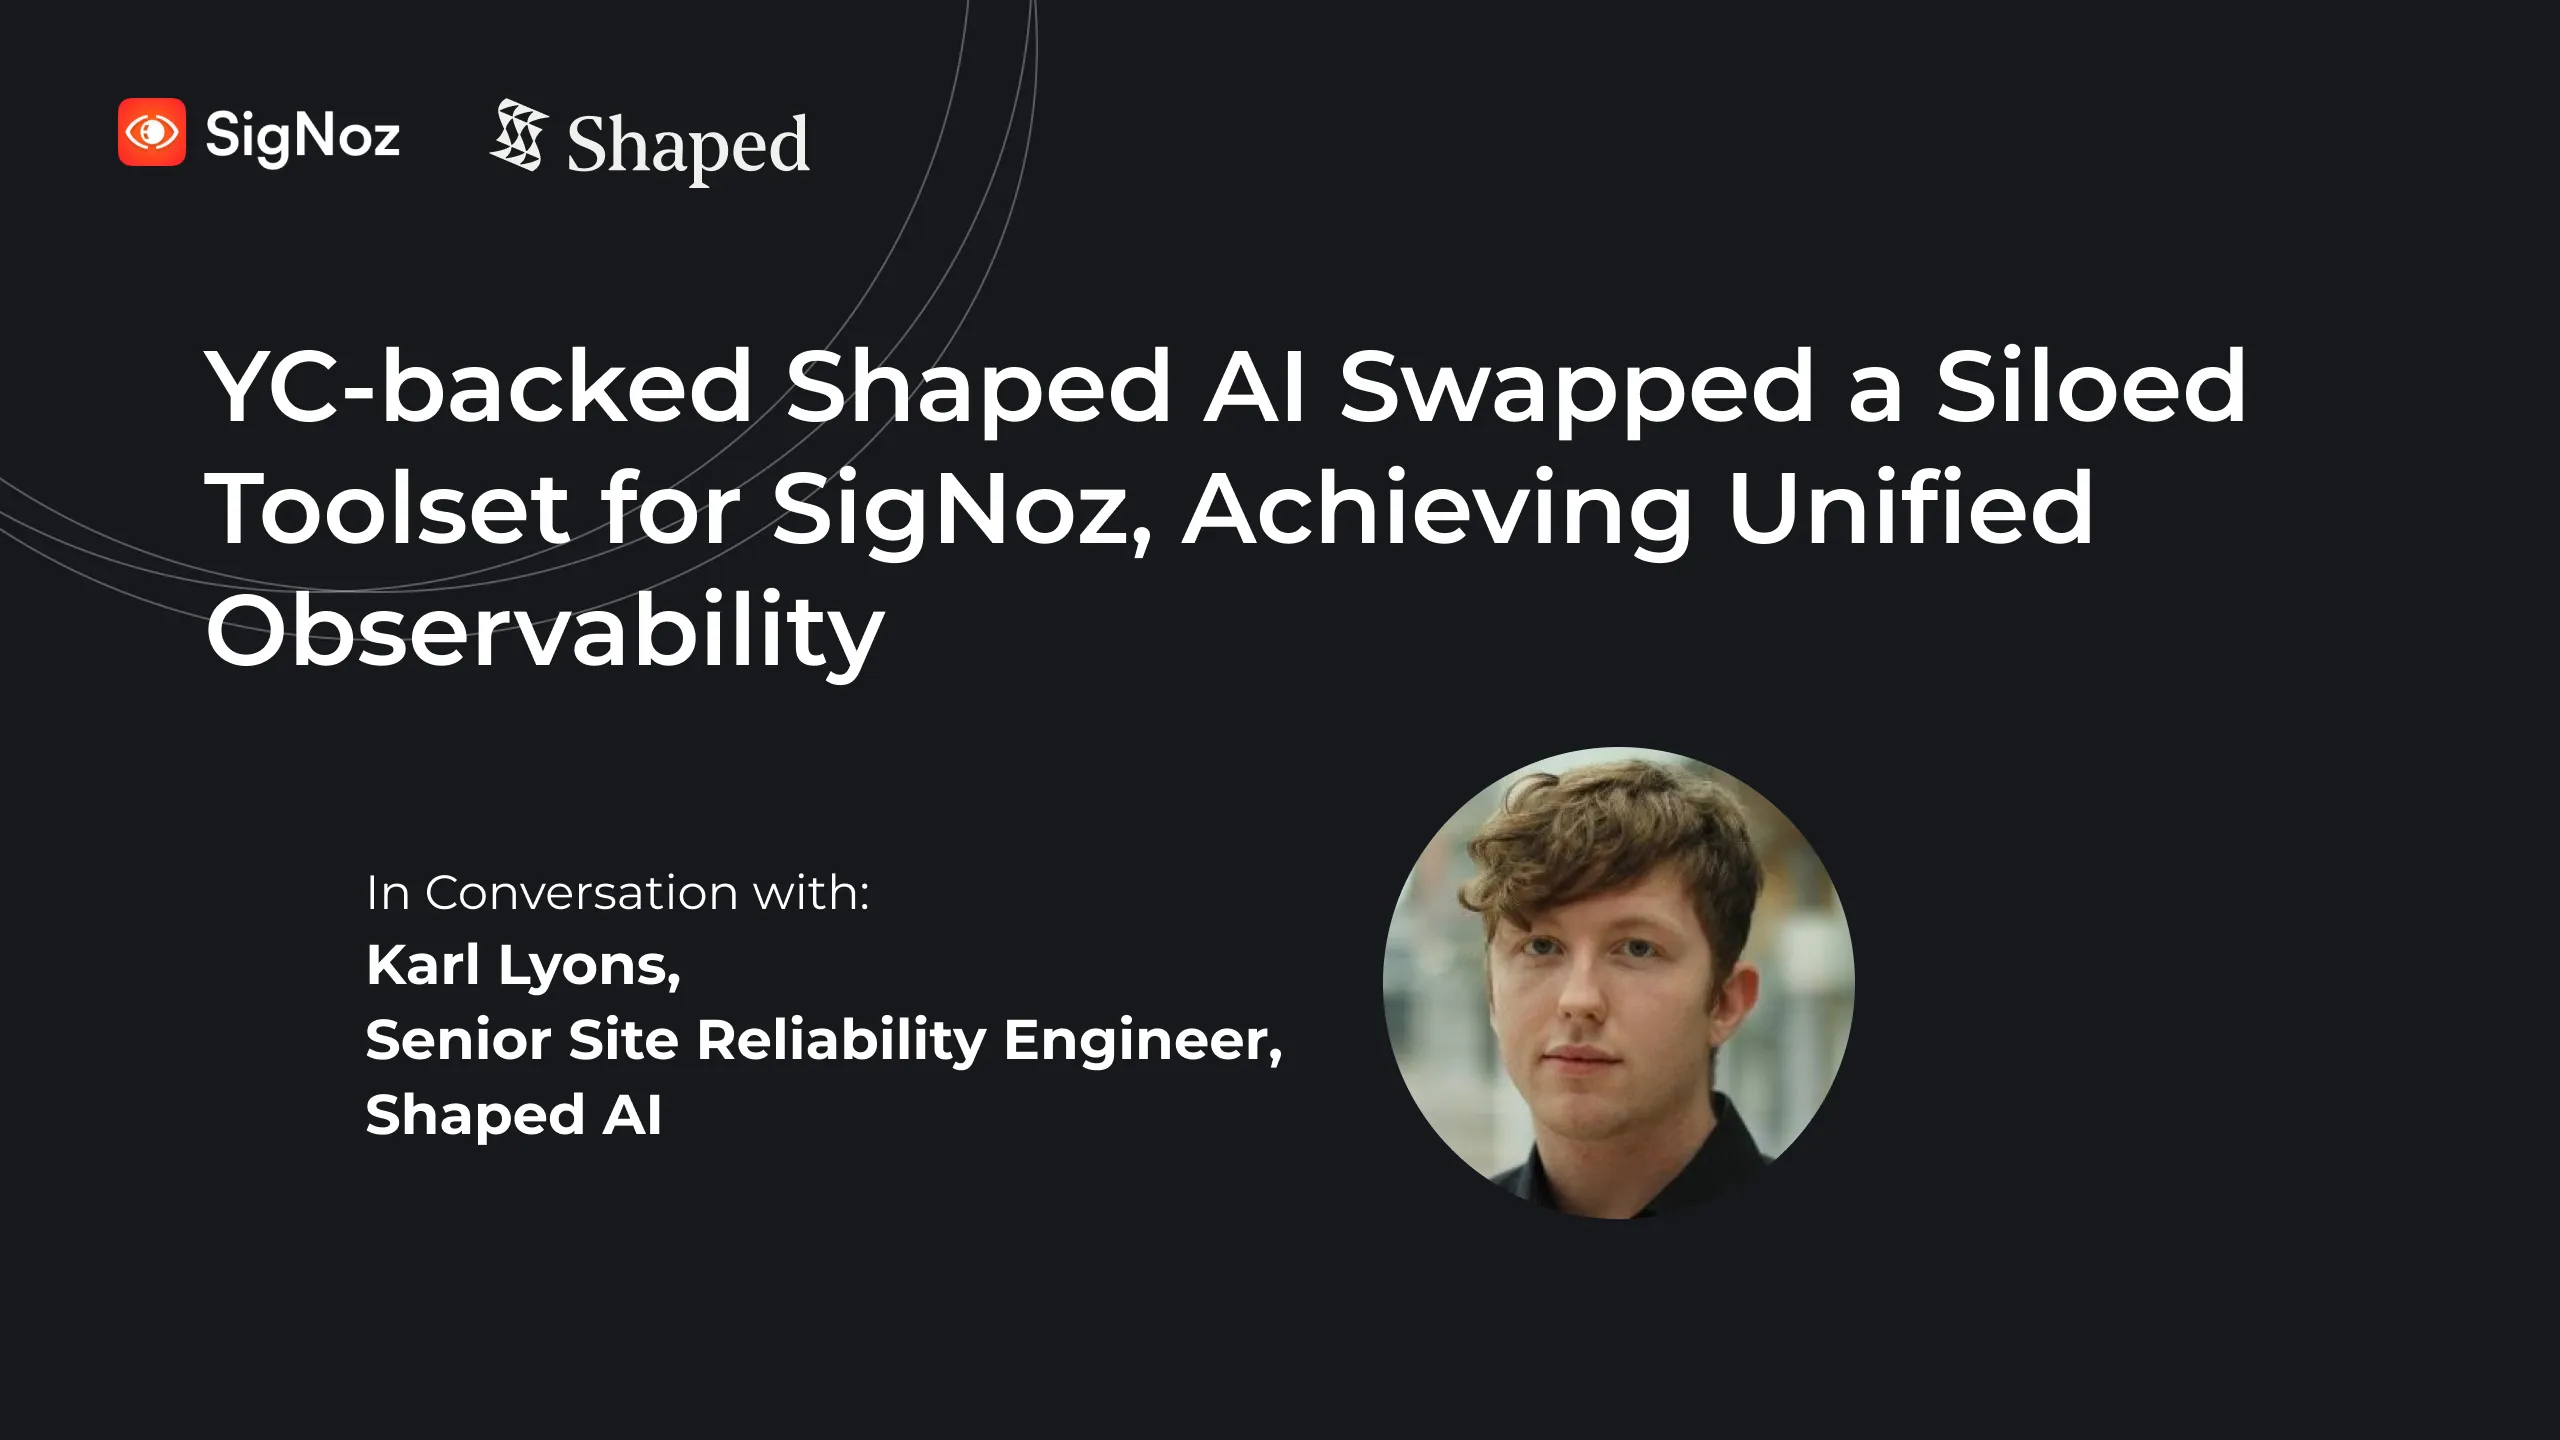 SigNoz
Shaped
YC-backed Shaped AI Swapped a Siloed
Toolset for SigNoz, Achieving Unified
Observability
In Conversation with:
Karl Lyons,
Senior Site Reliability Engineer,
Shaped AI